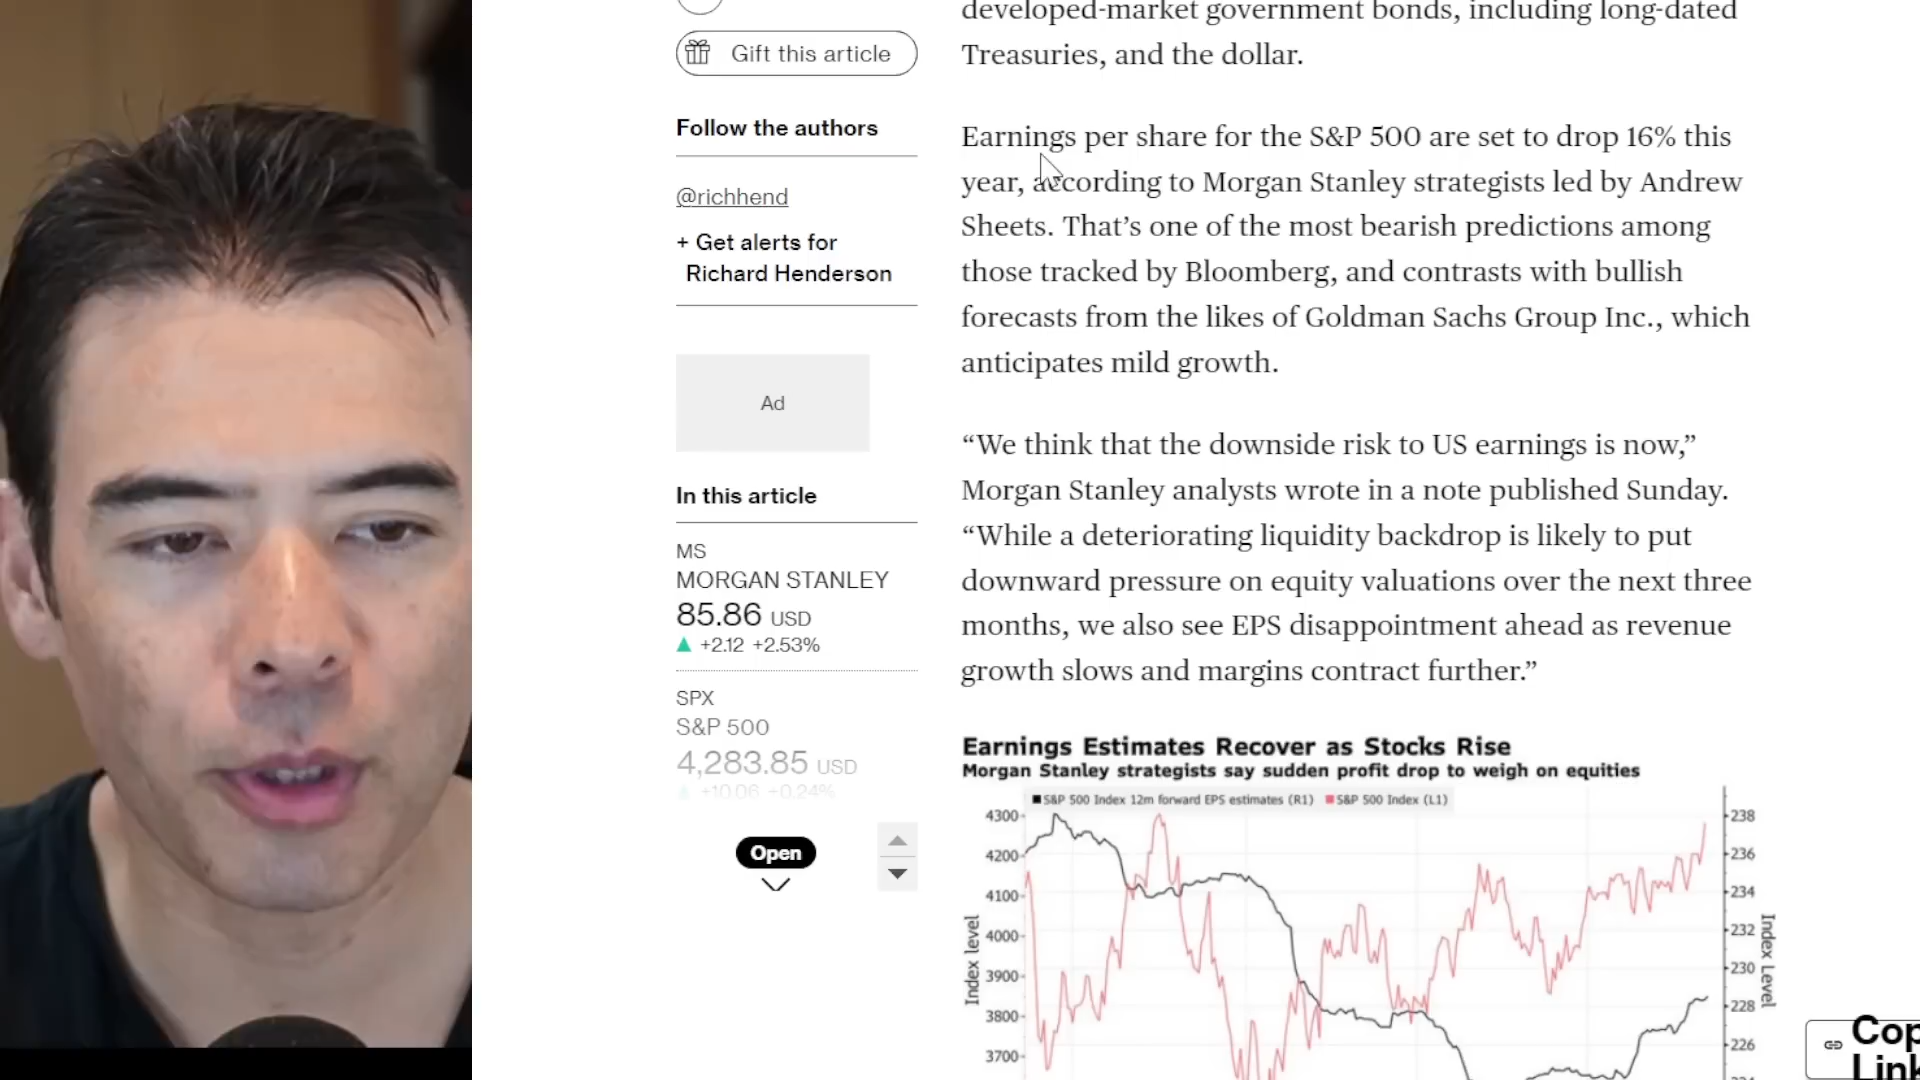 developed-market government bonds, including long-dated
Treasuries, and the dollar.
Gift this article
Follow the authors
@richhend
+ Get alerts for
Richard Henderson
Ad
In this article
MS
MORGAN STANLEY
85.86 USD
+2.12 +2.53%
SPX
S&P 500
4,283.85 USD
+10.06 +0.24%
Open
Earnings per share for the S&P 500 are set to drop 16% this
year, according to Morgan Stanley strategists led by Andrew
Sheets. That’s one of the most bearish predictions among
those tracked by Bloomberg, and contrasts with bullish
forecasts from the likes of Goldman Sachs Group Inc., which
anticipates mild growth.
“We think that the downside risk to US earnings is now,”
Morgan Stanley analysts wrote in a note published Sunday.
“While a deteriorating liquidity backdrop is likely to put
downward pressure on equity valuations over the next three
months, we also see EPS disappointment ahead as revenue
growth slows and margins contract further.”
Earnings Estimates Recover as Stocks Rise
Morgan Stanley strategists say sudden profit drop to weigh on equities
S&P 500 Index 12m forward EPS estimates (R1) S&P 500 Index (L1)
4300
4200
4100
4000
3900
3800
3700
Index level
238
236
234
232
230
228
226
Index Level
Cop
Link